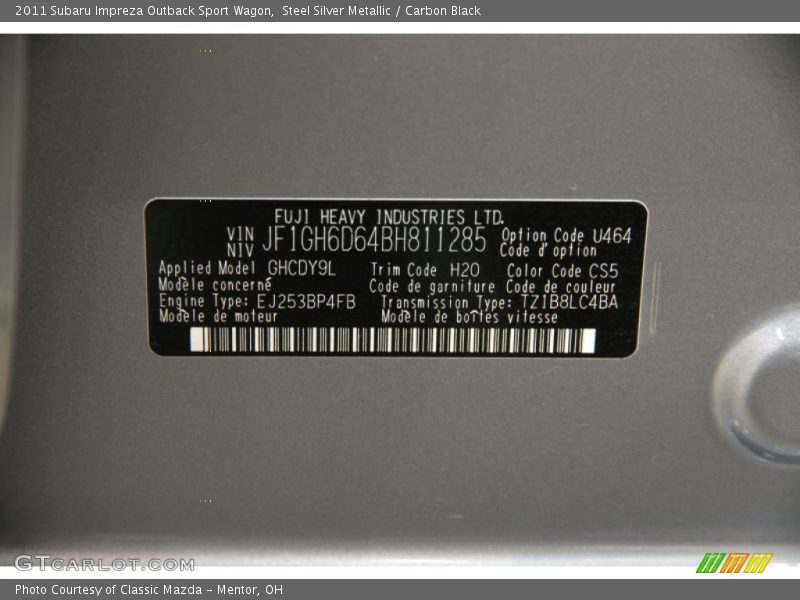 2011 Subaru Impreza Outback Sport Wagon,  Steel Silver Metallic / Carbon Black
FUJI HEAVY INDUSTRIES LTD.
VIN
NIV
JF1GH6D64BH811285
Option Code U464
Code d'option
Applied Model GHCDY9L
Modèle concerné
Trim Code H20
Code de garniture
Color Code CS5
Code de couleur
Engine Type: EJ253BP4FB
Modèle de moteur
Transmission Type: TZ1B8LC4BA
Modèle de boîtes vitesse
GTCARLOT.COM
Photo Courtesy of Classic Mazda - Mentor, OH